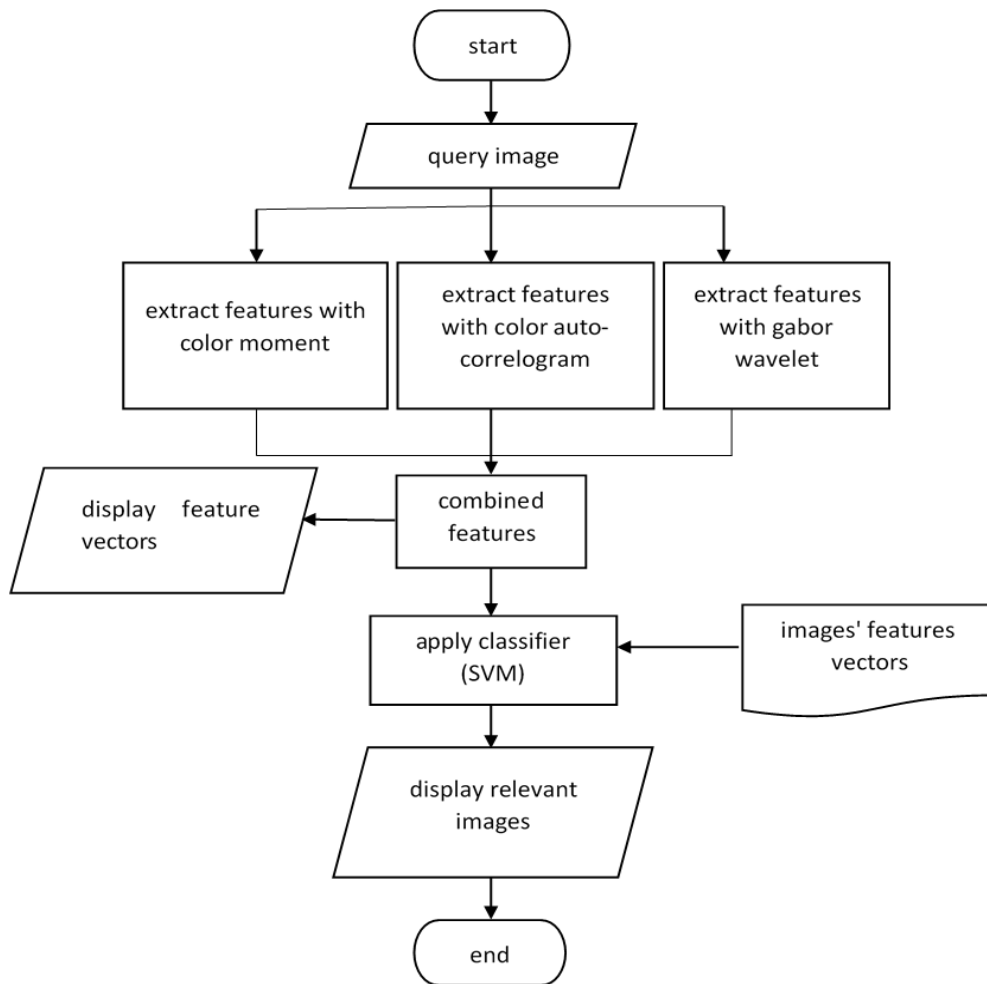 start
query image
extract features with
color moment
extract features
with color auto-
correlogram
extract features
with gabor
wavelet
display feature
vectors
combined
features
apply classifier
(SVM)
images' features
vectors
display relevant
images
end